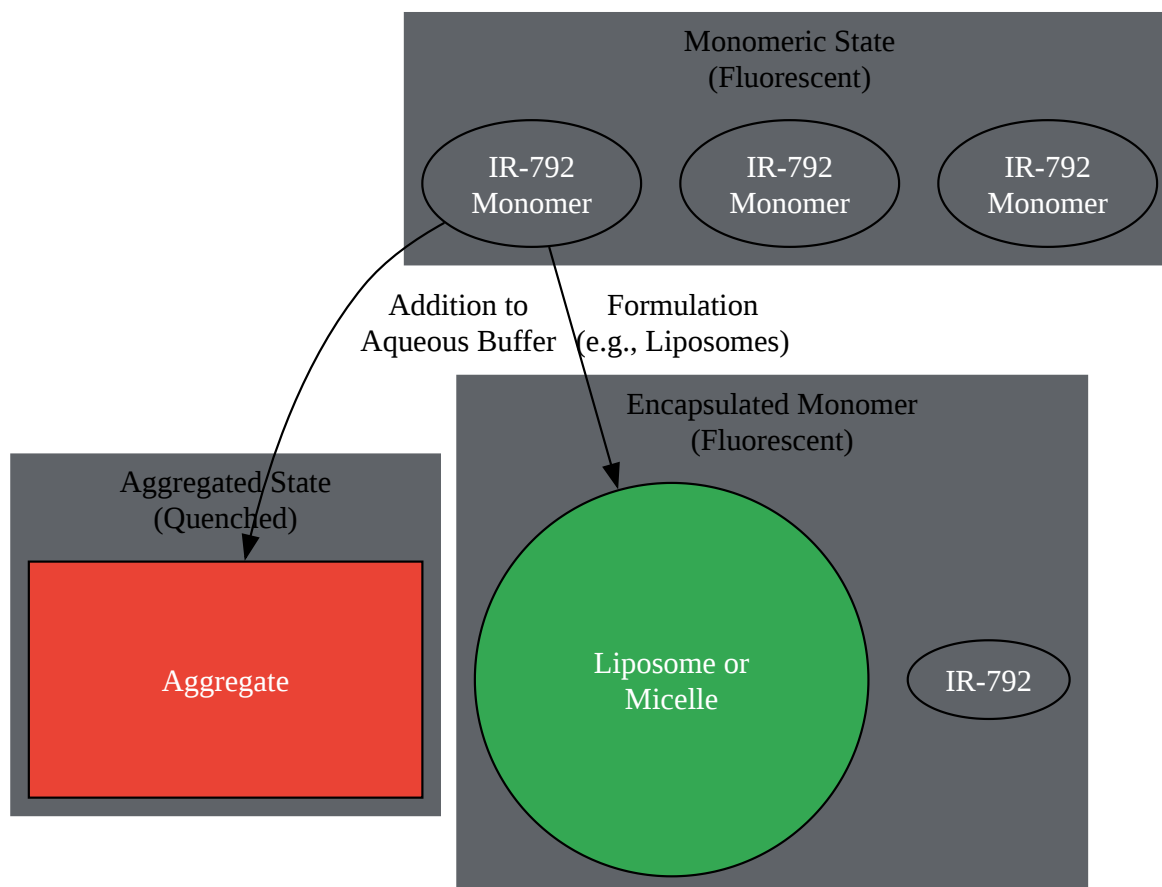 Monomeric State
(Fluorescent)
IR-792
Monomer
IR-792
Monomer
IR-792
Monomer
Addition to
Aqueous Buffer
Formulation
(e.g., Liposomes)
Aggregated State
(Quenched)
Aggregate
Encapsulated Monomer
(Fluorescent)
Liposome or
Micelle
IR-792